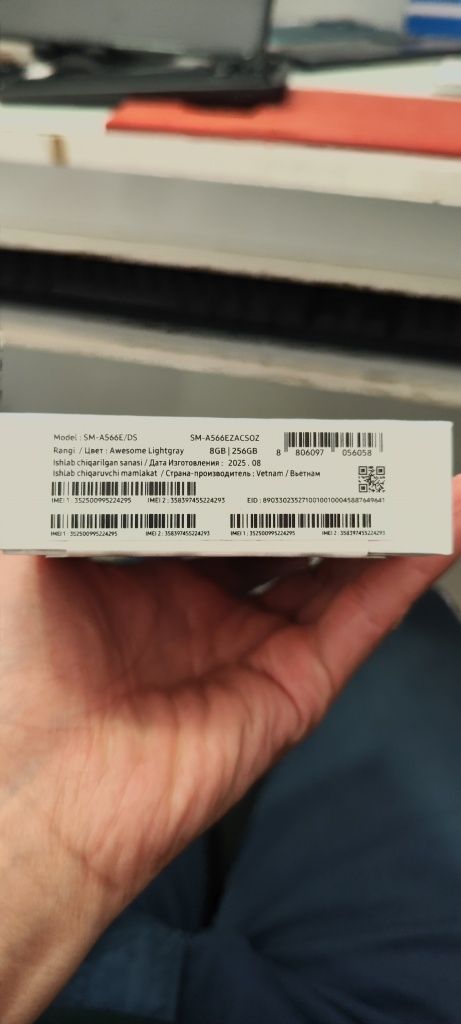 Model : SM-A566E/DS SM-A566EZACSOZ
Rangi / Цвет : Awesome Lightgray 8GB | 256GB
8 806097 056058
Ishlab chiqarilgan sanasi / Дата Изготовления : 2025 . 08
Ishlab chiqaruvchi mamlakat / Страна-производитель : Vetnam / Вьетнам
IMEI 1 : 352500995224295 IMEI 2 : 358397455224293 EID : 89033023527100100100045887649641
IMEI 1 : 352500995224295 IMEI 2 : 358397455224293 IMEI 1 : 352500995224295 IMEI 2 : 358397455224293